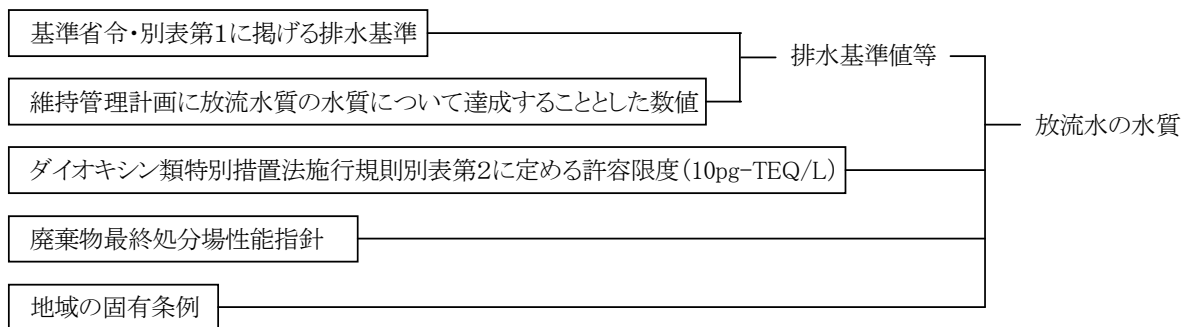 基準省令・別表第1に掲げる排水基準
排水基準値等
維持管理計画に放流水質の水質について達成することとした数値
放流水の水質
ダイオキシン類特別措置法施行規則別表第2に定める許容限度(10pg-TEQ/L)
廃棄物最終処分場性能指針
地域の固有条例